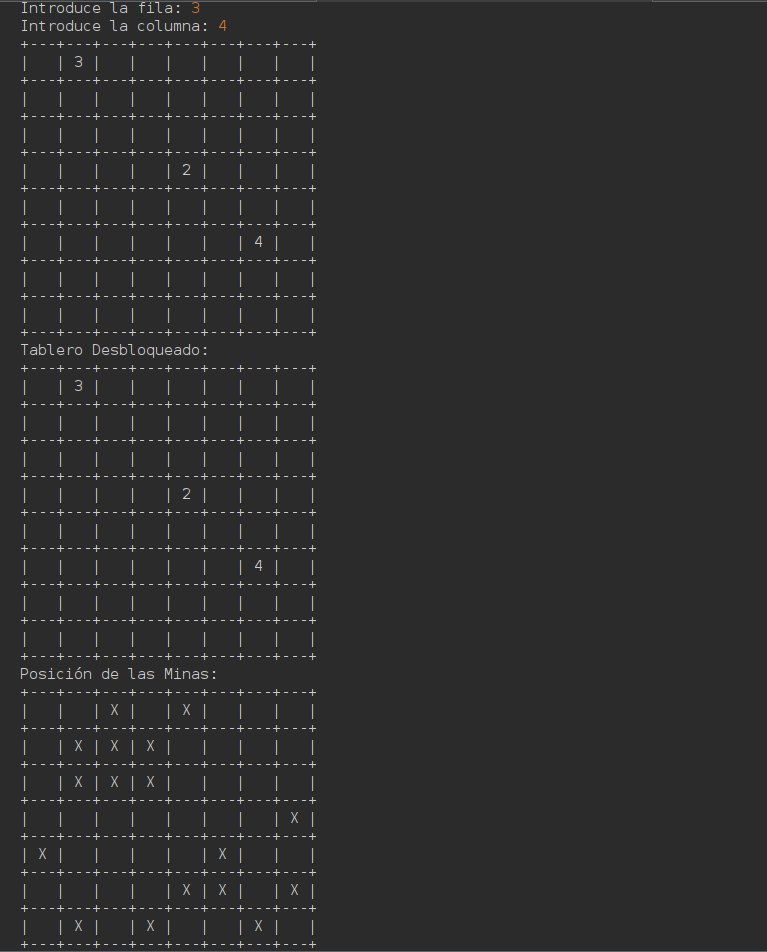 Introduce la fila: 3
Introduce la columna: 4
+---+---+---+---+---+---+---+---+
|   | 3 |   |   |   |   |   |   |
+---+---+---+---+---+---+---+---+
|   |   |   |   |   |   |   |   |
+---+---+---+---+---+---+---+---+
|   |   |   |   |   |   |   |   |
+---+---+---+---+---+---+---+---+
|   |   |   |   | 2 |   |   |   |
+---+---+---+---+---+---+---+---+
|   |   |   |   |   |   |   |   |
+---+---+---+---+---+---+---+---+
|   |   |   |   |   |   | 4 |   |
+---+---+---+---+---+---+---+---+
|   |   |   |   |   |   |   |   |
+---+---+---+---+---+---+---+---+
|   |   |   |   |   |   |   |   |
+---+---+---+---+---+---+---+---+
Tablero Desbloqueado:
+---+---+---+---+---+---+---+---+
|   | 3 |   |   |   |   |   |   |
+---+---+---+---+---+---+---+---+
|   |   |   |   |   |   |   |   |
+---+---+---+---+---+---+---+---+
|   |   |   |   |   |   |   |   |
+---+---+---+---+---+---+---+---+
|   |   |   |   | 2 |   |   |   |
+---+---+---+---+---+---+---+---+
|   |   |   |   |   |   |   |   |
+---+---+---+---+---+---+---+---+
|   |   |   |   |   |   | 4 |   |
+---+---+---+---+---+---+---+---+
|   |   |   |   |   |   |   |   |
+---+---+---+---+---+---+---+---+
|   |   |   |   |   |   |   |   |
+---+---+---+---+---+---+---+---+
Posición de las Minas:
+---+---+---+---+---+---+---+---+
|   |   | X |   | X |   |   |   |
+---+---+---+---+---+---+---+---+
|   | X | X | X |   |   |   |   |
+---+---+---+---+---+---+---+---+
|   | X | X | X |   |   |   |   |
+---+---+---+---+---+---+---+---+
|   |   |   |   |   |   |   | X |
+---+---+---+---+---+---+---+---+
| X |   |   |   |   | X |   |   |
+---+---+---+---+---+---+---+---+
|   |   |   |   | X | X |   | X |
+---+---+---+---+---+---+---+---+
|   | X |   | X |   |   | X |   |
+---+---+---+---+---+---+---+---+